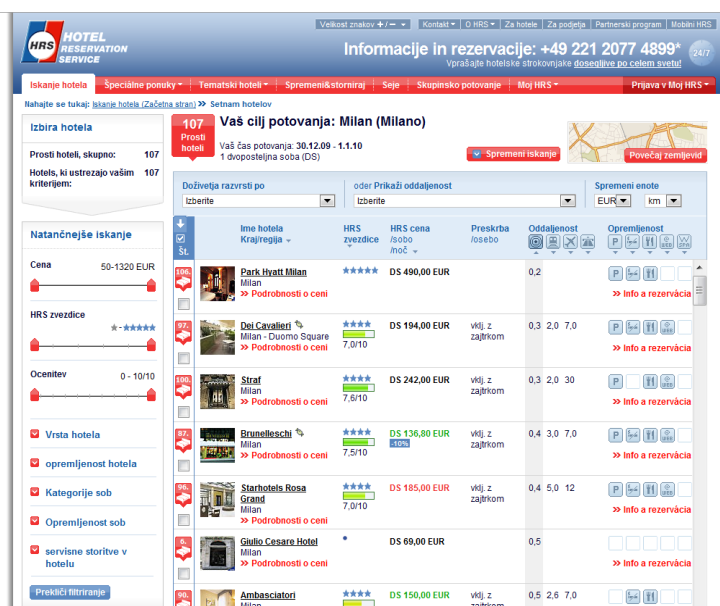 Velikost znakov + / −
Kontakt
O HRS
Za hotele
Za podjetja
Partnerski program
Mobilni HRS
HRS
HOTEL
RESERVATION
SERVICE
Informacije in rezervacij: +49 221 2077 4899*
Vprašajte hotelske strokovnjake dosegljive po celem svetu!
24/7
Iskanje hotela
Špeciálne ponuky
Tematski hoteli
Spremeni&storniraj
Seje
Skupinsko potovanje
Moj HRS
Prijava v Moj HRS
Nahajte se tukaj: Iskanje hotela (Začetna stran) >> Setnam hotelov
Izbira hotela
Prosti hoteli, skupno: 107
Hotels, ki ustrezajo vašim 107
kriterijem:
107
Prosti
hoteli
Vaš cilj potovanja: Milan (Milano)
Vaš čas potovanja: 30.12.09 - 1.1.10
1 dvoposteljna soba (DS)
Spremeni iskanje
Povečaj zemljevid
Doživetja razvrsti po
Izberite
oder Prikaži oddaljenost
Izberite
Spremeni enote
EUR
km
Natančnejše iskanje
Cena 50-1320 EUR
HRS zvezdice
Ocenitev 0 - 10/10
Vrsta hotela
opremljenost hotela
Kategorije sob
Opremljenost sob
servisne storitve v
hotelu
Prekliči filtriranje
Št.
Ime hotela
Kraj/regija
HRS
zvezdice
HRS cena
/sobo
/noč
Preskrba
/osebo
Oddaljenost
Opremljenost
106.
Park Hyatt Milan
Milan
>> Podrobnosti o ceni
DS 490,00 EUR
0,2
P
>> Info a rezervácia
97.
Dei Cavalieri
Milan - Duomo Square
>> Podrobnosti o ceni
7,0/10
DS 194,00 EUR
vklj. z
zajtrkom
0,3 2,0 7,0
P
>> Info a rezervácia
100.
Straf
Milan
>> Podrobnosti o ceni
7,6/10
DS 242,00 EUR
vklj. z
zajtrkom
0,3 2,0 30
P
>> Info a rezervácia
87.
Brunelleschi
Milan
>> Podrobnosti o ceni
7,5/10
DS 136,80 EUR
-10%
vklj. z
zajtrkom
0,4 3,0 7,0
P
>> Info a rezervácia
96.
Starhotels Rosa
Grand
Milan
>> Podrobnosti o ceni
7,0/10
DS 185,00 EUR
vklj. z
zajtrkom
0,4 5,0 12
P
>> Info a rezervácia
6.
Giulio Cesare Hotel
Milan
>> Podrobnosti o ceni
DS 69,00 EUR
0,5
>> Info a rezervácia
90.
Ambasciatori
Milan
DS 150,00 EUR
vklj. z
zajtrkom
0,5 2,6 7,0